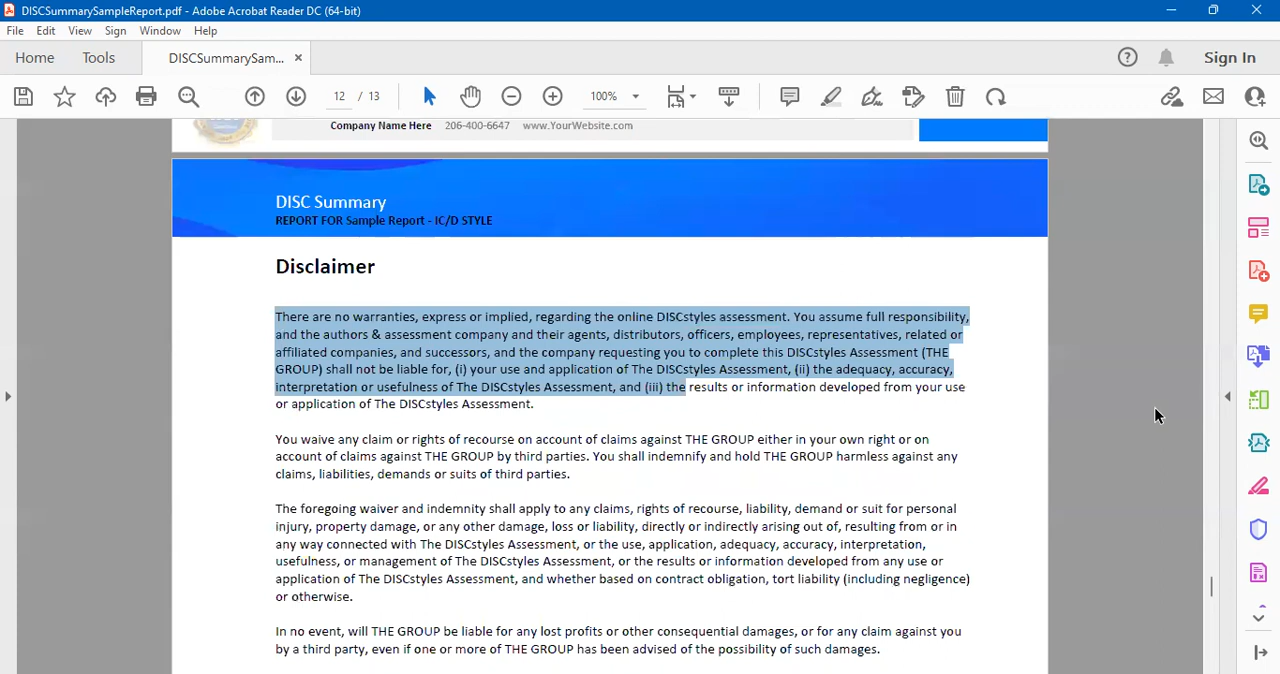 DISCSummarySampleReport.pdf - Adobe Acrobat Reader DC (64-bit)
File Edit View Sign Window Help
Home Tools DISCSummarySam... × Sign In
12 / 13 100%
Company Name Here 206-400-6647 www.YourWebsite.com
DISC Summary
REPORT FOR Sample Report - IC/D STYLE
Disclaimer
There are no warranties, express or implied, regarding the online DISCstyles assessment. You assume full responsibility,
and the authors & assessment company and their agents, distributors, officers, employees, representatives, related or
affiliated companies, and successors, and the company requesting you to complete this DISCstyles Assessment (THE
GROUP) shall not be liable for, (i) your use and application of The DISCstyles Assessment, (ii) the adequacy, accuracy,
interpretation or usefulness of The DISCstyles Assessment, and (iii) the results or information developed from your use
or application of The DISCstyles Assessment.
You waive any claim or rights of recourse on account of claims against THE GROUP either in your own right or on
account of claims against THE GROUP by third parties. You shall indemnify and hold THE GROUP harmless against any
claims, liabilities, demands or suits of third parties.
The foregoing waiver and indemnity shall apply to any claims, rights of recourse, liability, demand or suit for personal
injury, property damage, or any other damage, loss or liability, directly or indirectly arising out of, resulting from or in
any way connected with The DISCstyles Assessment, or the use, application, adequacy, accuracy, interpretation,
usefulness, or management of The DISCstyles Assessment, or the results or information developed from any use or
application of The DISCstyles Assessment, and whether based on contract obligation, tort liability (including negligence)
or otherwise.
In no event, will THE GROUP be liable for any lost profits or other consequential damages, or for any claim against you
by a third party, even if one or more of THE GROUP has been advised of the possibility of such damages.